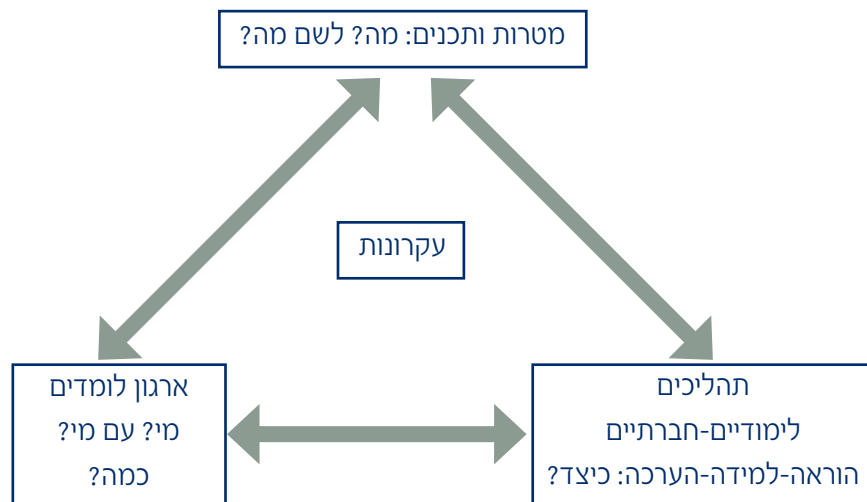 מטרות ותכנים: מה? לשם מה?
עקרונות
ארגון לומדים
מי? עם מי?
כמה?
תהליכים
לימודיים-חברתיים
הוראה-למידה-הערכה: כיצד?